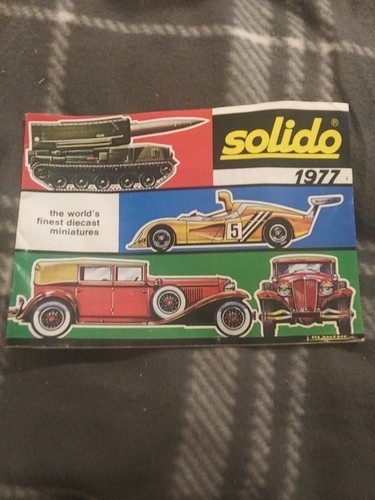 solido®
1977
the world's
finest diecast
miniatures
5